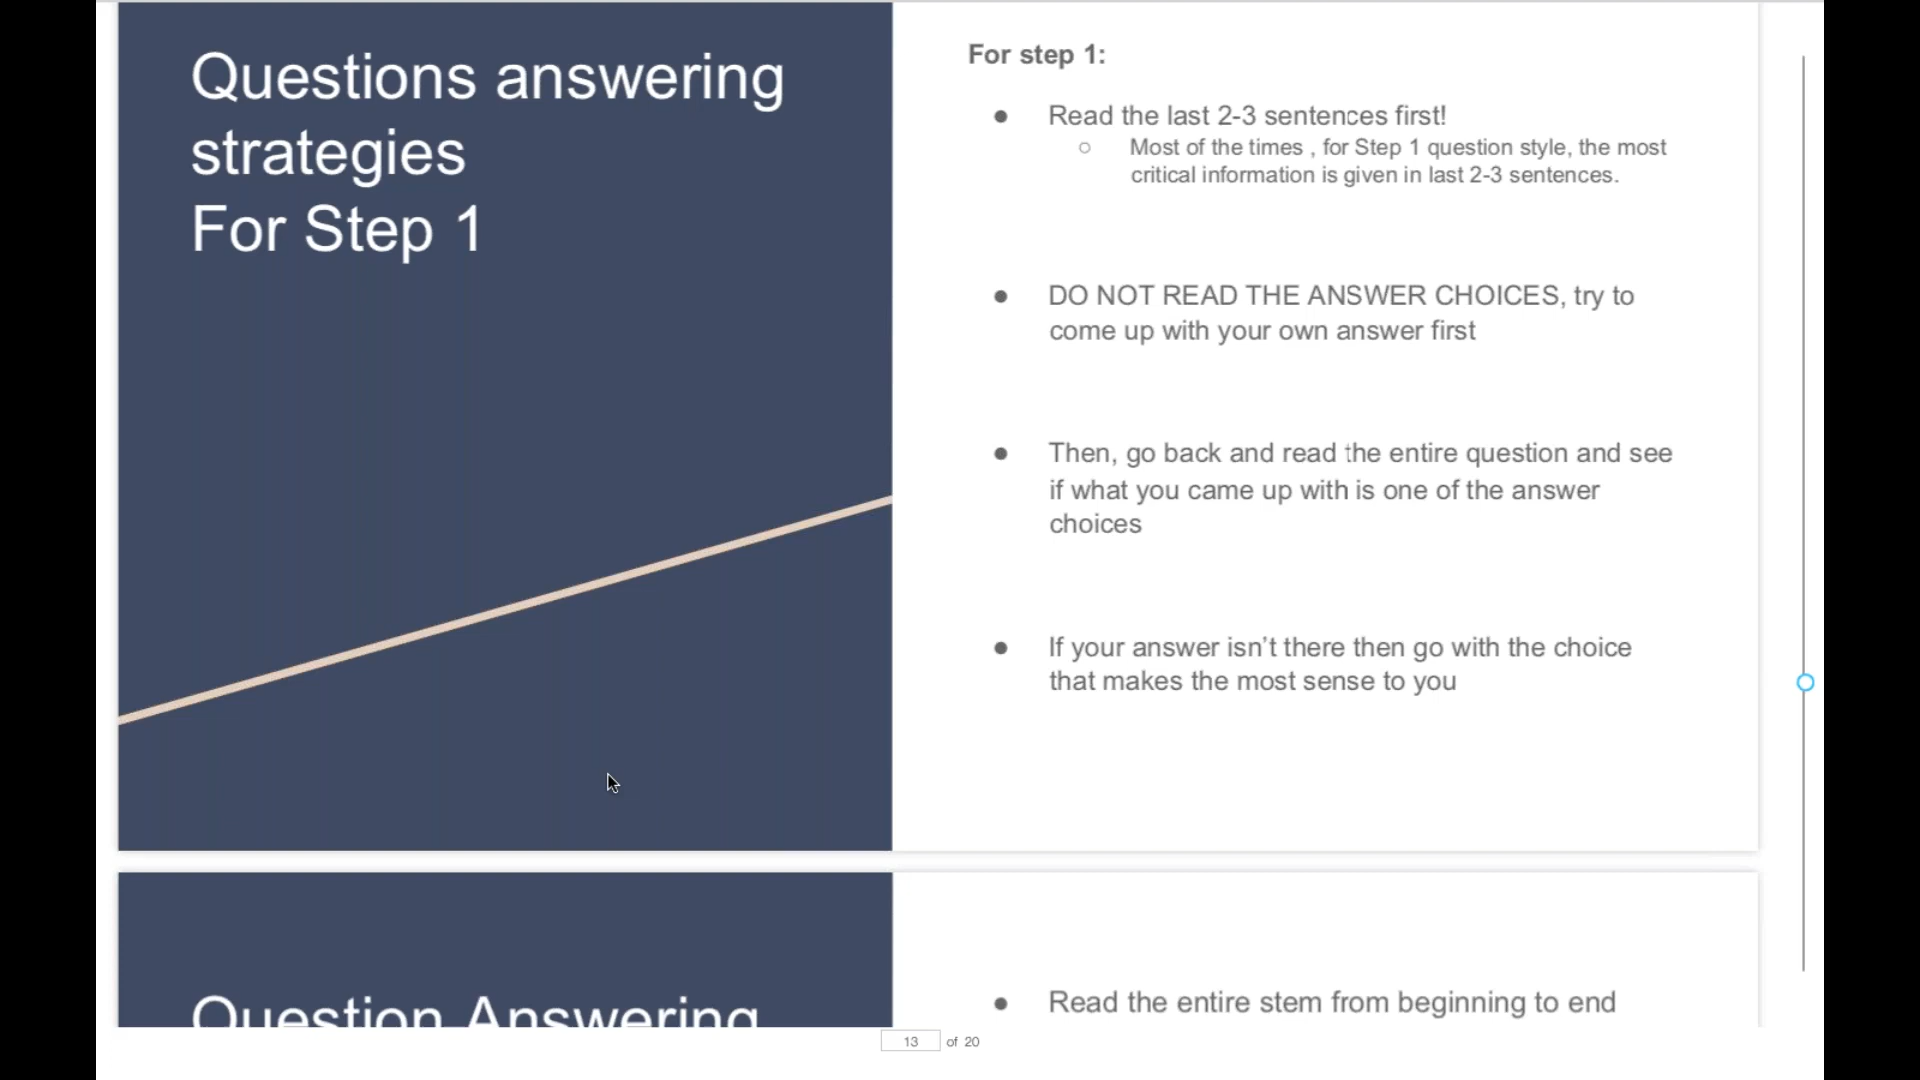 Questions answering
strategies
For Step 1
For step 1:
● Read the last 2-3 sentences first!
○ Most of the times , for Step 1 question style, the most
critical information is given in last 2-3 sentences.
● DO NOT READ THE ANSWER CHOICES, try to
come up with your own answer first
● Then, go back and read the entire question and see
if what you came up with is one of the answer
choices
● If your answer isn’t there then go with the choice
that makes the most sense to you
Question Answering
● Read the entire stem from beginning to end
13 of 20